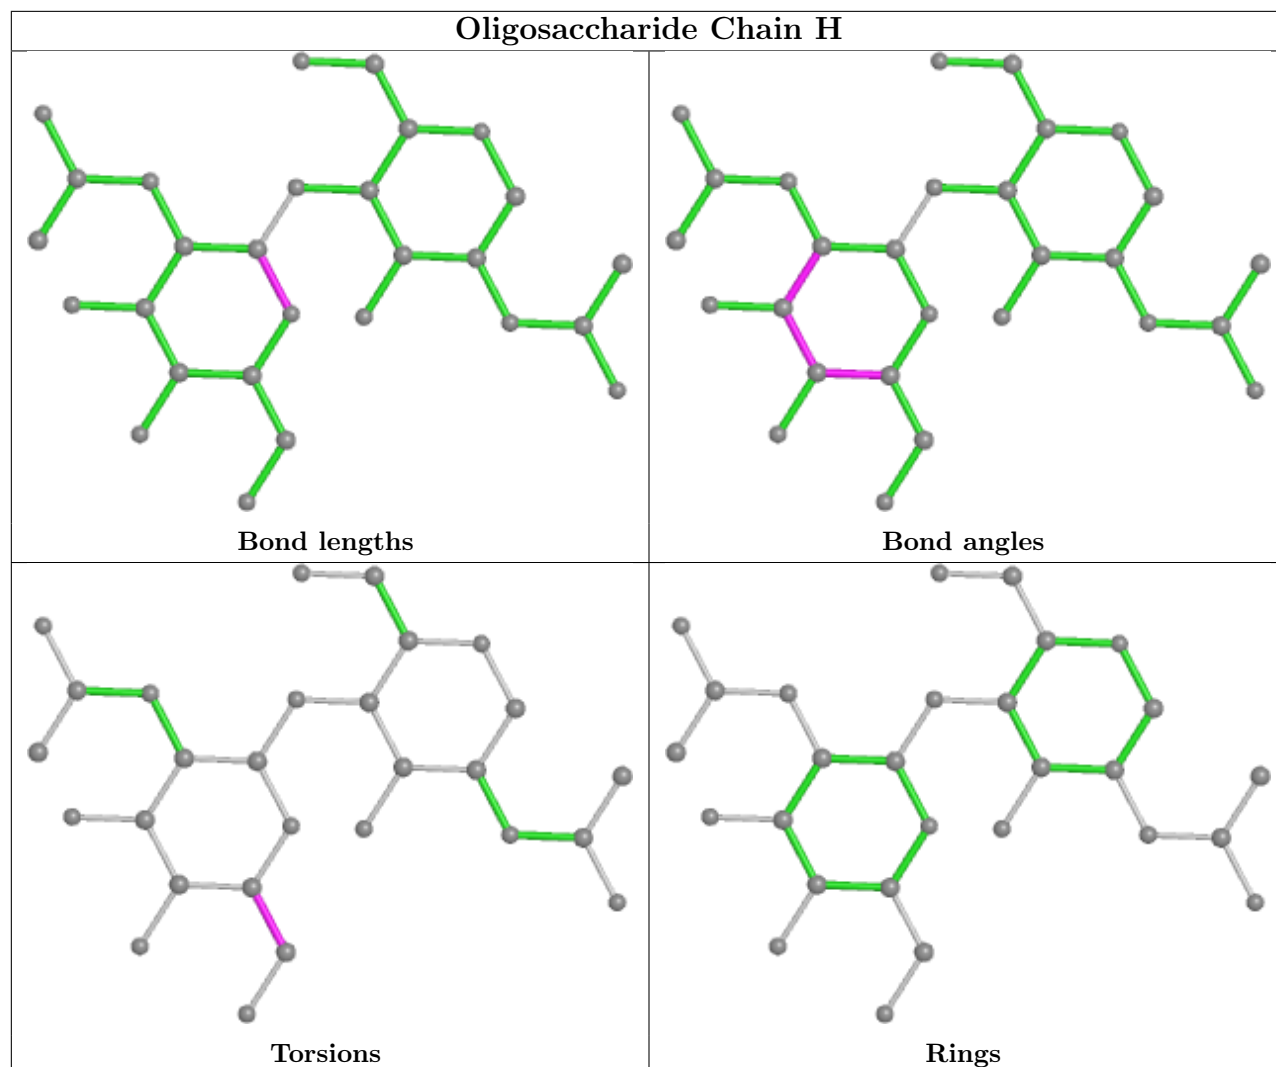 Oligosaccharide Chain H
Bond lengths
Bond angles
Torsions
Rings